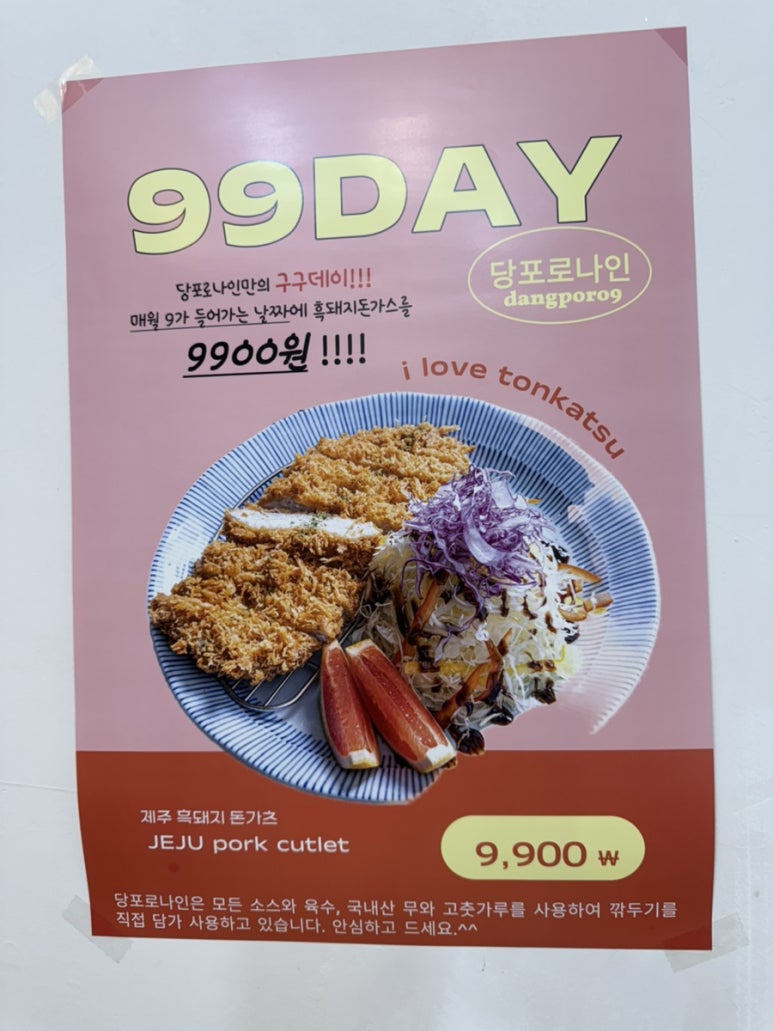 99DAY
당포로나인
dangporo9
당포로나인만의 구구데이!!!
매월 9가 들어가는 날짜에 흑돼지돈가스를
9900원 !!!!
i love tonkatsu
제주 흑돼지 돈가츠
JEJU pork cutlet
9,900 ₩
당포로나인은 모든 소스와 육수, 국내산 무와 고춧가루를 사용하여 깎두기를
직접 담가 사용하고 있습니다. 안심하고 드세요.^^